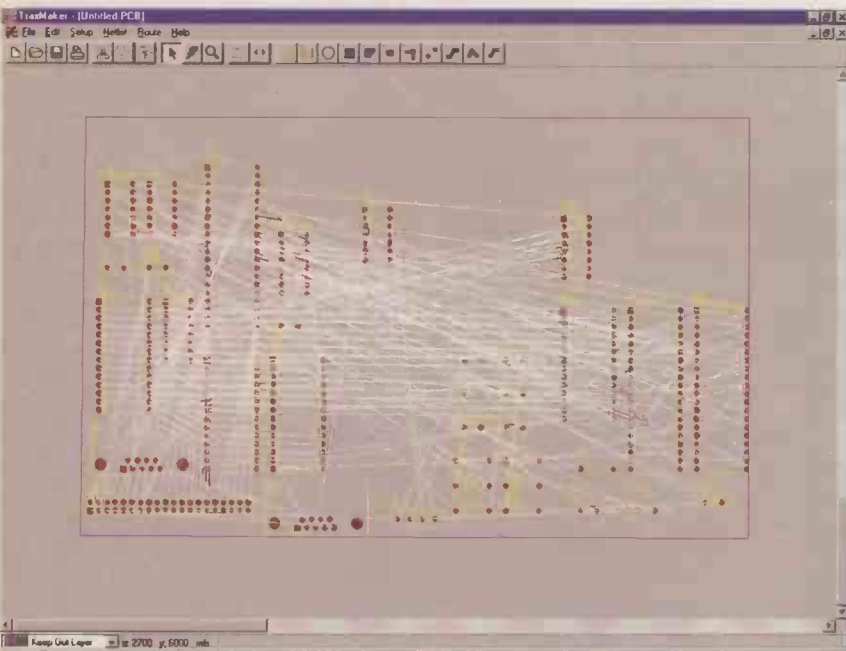 TraxMaker - [Untitled PCB]
File Edit Setup Netlist Route Help
Keep Out Layer x: 2700 y: 6000 mils